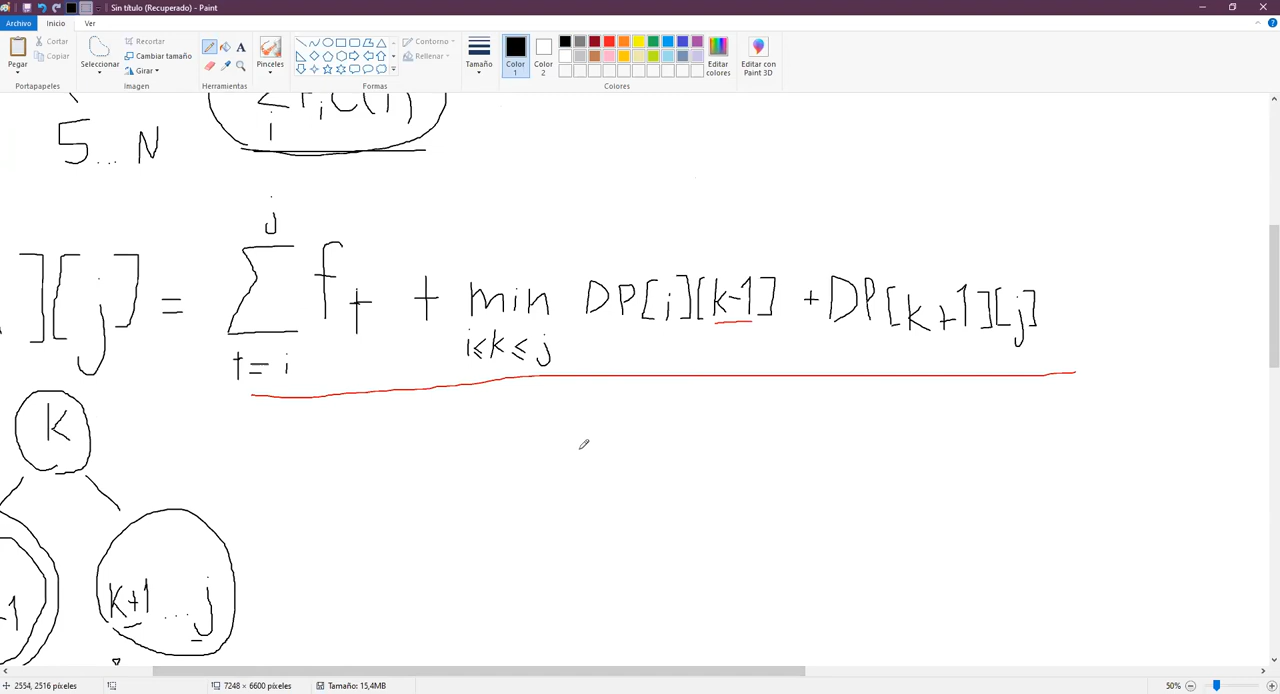 Sin título (Recuperado) - Paint
Archivo Inicio Ver
Pegar
Cortar
Copiar
Portapapeles
Seleccionar
Recortar
Cambiar tamaño
Girar
Imagen
A
Herramientas
Pinceles
Contorno
Rellenar
Formas
Tamaño
Color 1
Color 2
Editar colores
Colores
Editar con Paint 3D
5... N
i
j
][j] = ∑ f t + min DP[i][k-1] + DP[k+1][j]
t = i i≤k≤j
k
-1
k+1 ... j
2554, 2516 píxeles
7248 × 6600 píxeles
Tamaño: 15,4MB
50%